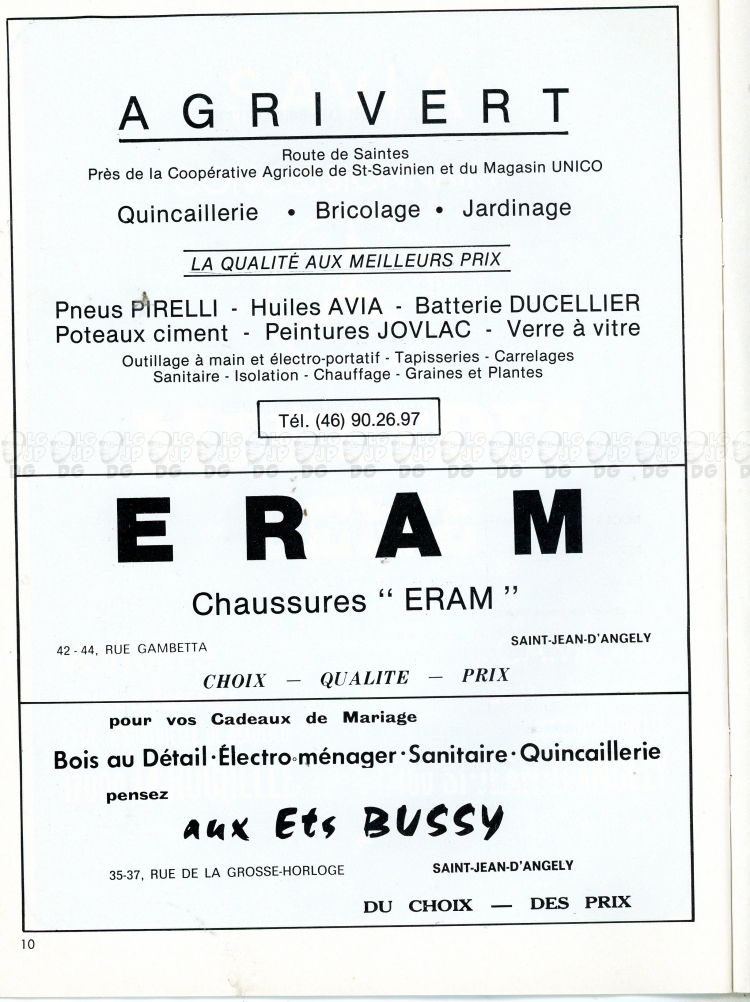 A G R I V E R T
Route de Saintes
Près de la Coopérative Agricole de St-Savinien et du Magasin UNICO
Quincaillerie • Bricolage • Jardinage
LA QUALITÉ AUX MEILLEURS PRIX
Pneus PIRELLI - Huiles AVIA - Batterie DUCELLIER
Poteaux ciment - Peintures JOVLAC - Verre à vitre
Outillage à main et électro-portatif - Tapisseries - Carrelages
Sanitaire - Isolation - Chauffage - Graines et Plantes
Tél. (46) 90.26.97
E R A M
Chaussures “ ERAM ”
42 - 44, RUE GAMBETTA SAINT-JEAN-D'ANGELY
CHOIX — QUALITE — PRIX
pour vos Cadeaux de Mariage
Bois au Détail·Électro·ménager·Sanitaire·Quincaillerie
pensez
aux Ets BUSSY
35-37, RUE DE LA GROSSE-HORLOGE SAINT-JEAN-D'ANGELY
DU CHOIX — DES PRIX
10